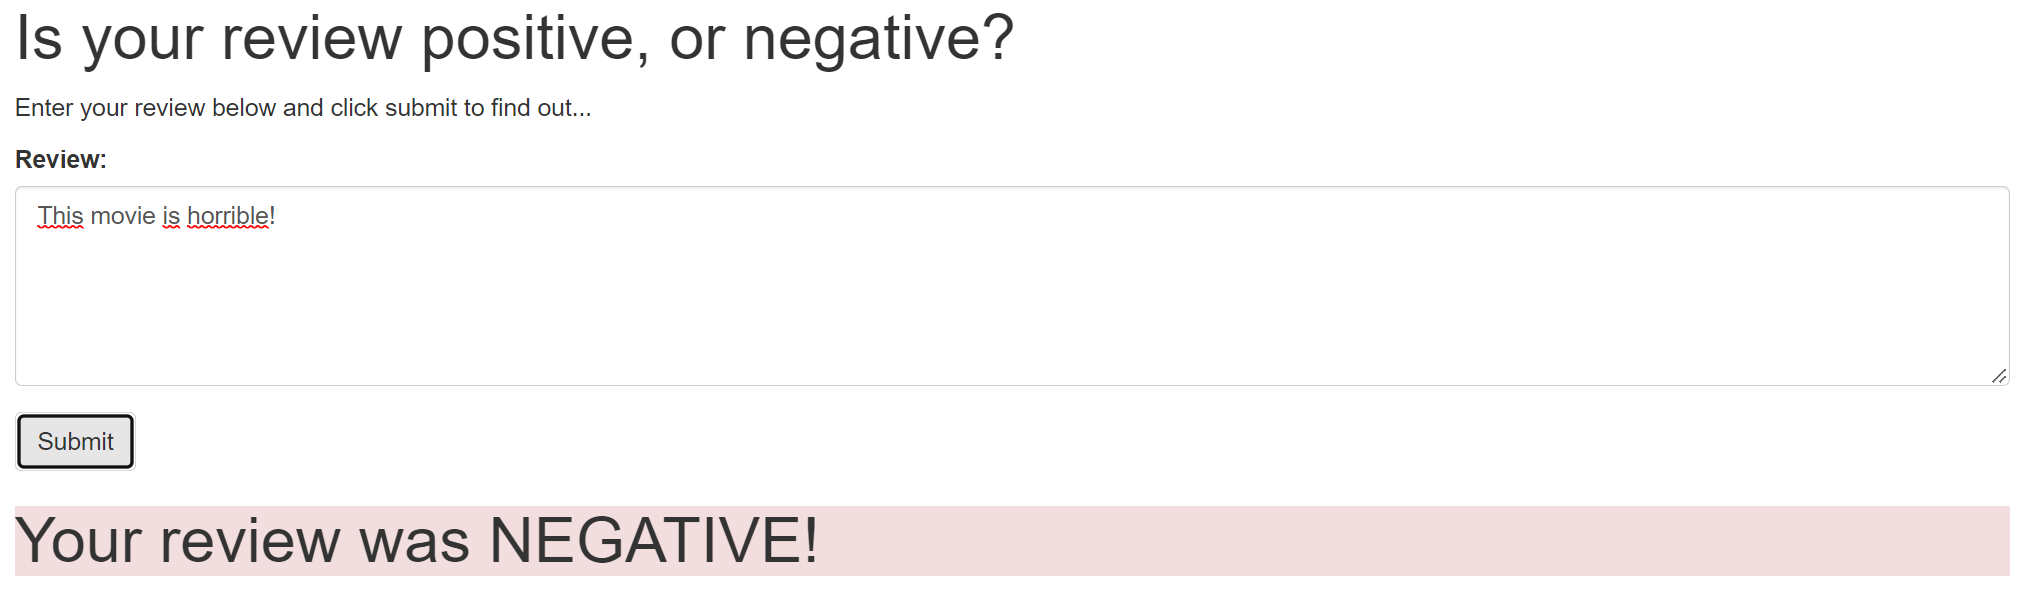 Is your review positive, or negative?
Enter your review below and click submit to find out...
Review:
This movie is horrible!
Submit
Your review was NEGATIVE!